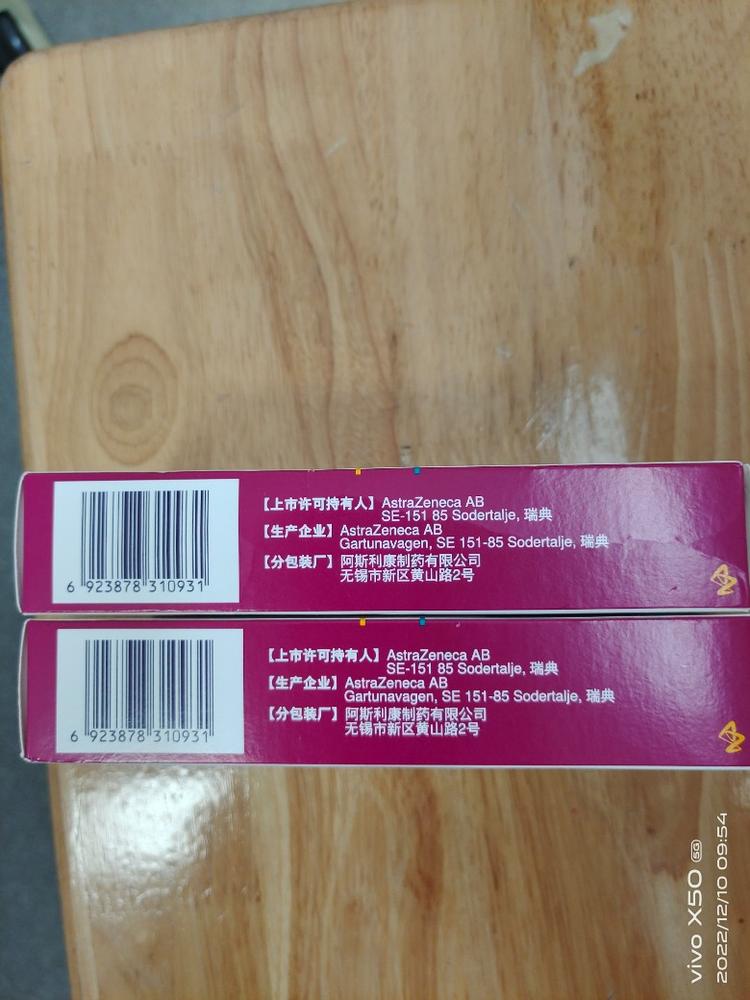 【上市许可持有人】AstraZeneca AB
SE-151 85 Sodertalje, 瑞典
【生产企业】AstraZeneca AB
Gartunavagen, SE 151-85 Sodertalje, 瑞典
【分包装厂】阿斯利康制药有限公司
无锡市新区黄山路2号
6 923878 310931
【上市许可持有人】AstraZeneca AB
SE-151 85 Sodertalje, 瑞典
【生产企业】AstraZeneca AB
Gartunavagen, SE 151-85 Sodertalje, 瑞典
【分包装厂】阿斯利康制药有限公司
无锡市新区黄山路2号
6 923878 310931
vivo X50 5G
2022/12/10 09:54